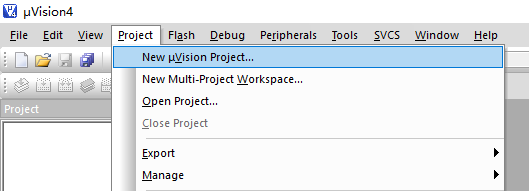 µVision4
File Edit View Project Flash Debug Peripherals Tools SVCS Window Help
New µVision Project...
New Multi-Project Workspace...
Project
Open Project...
Close Project
Export
Manage